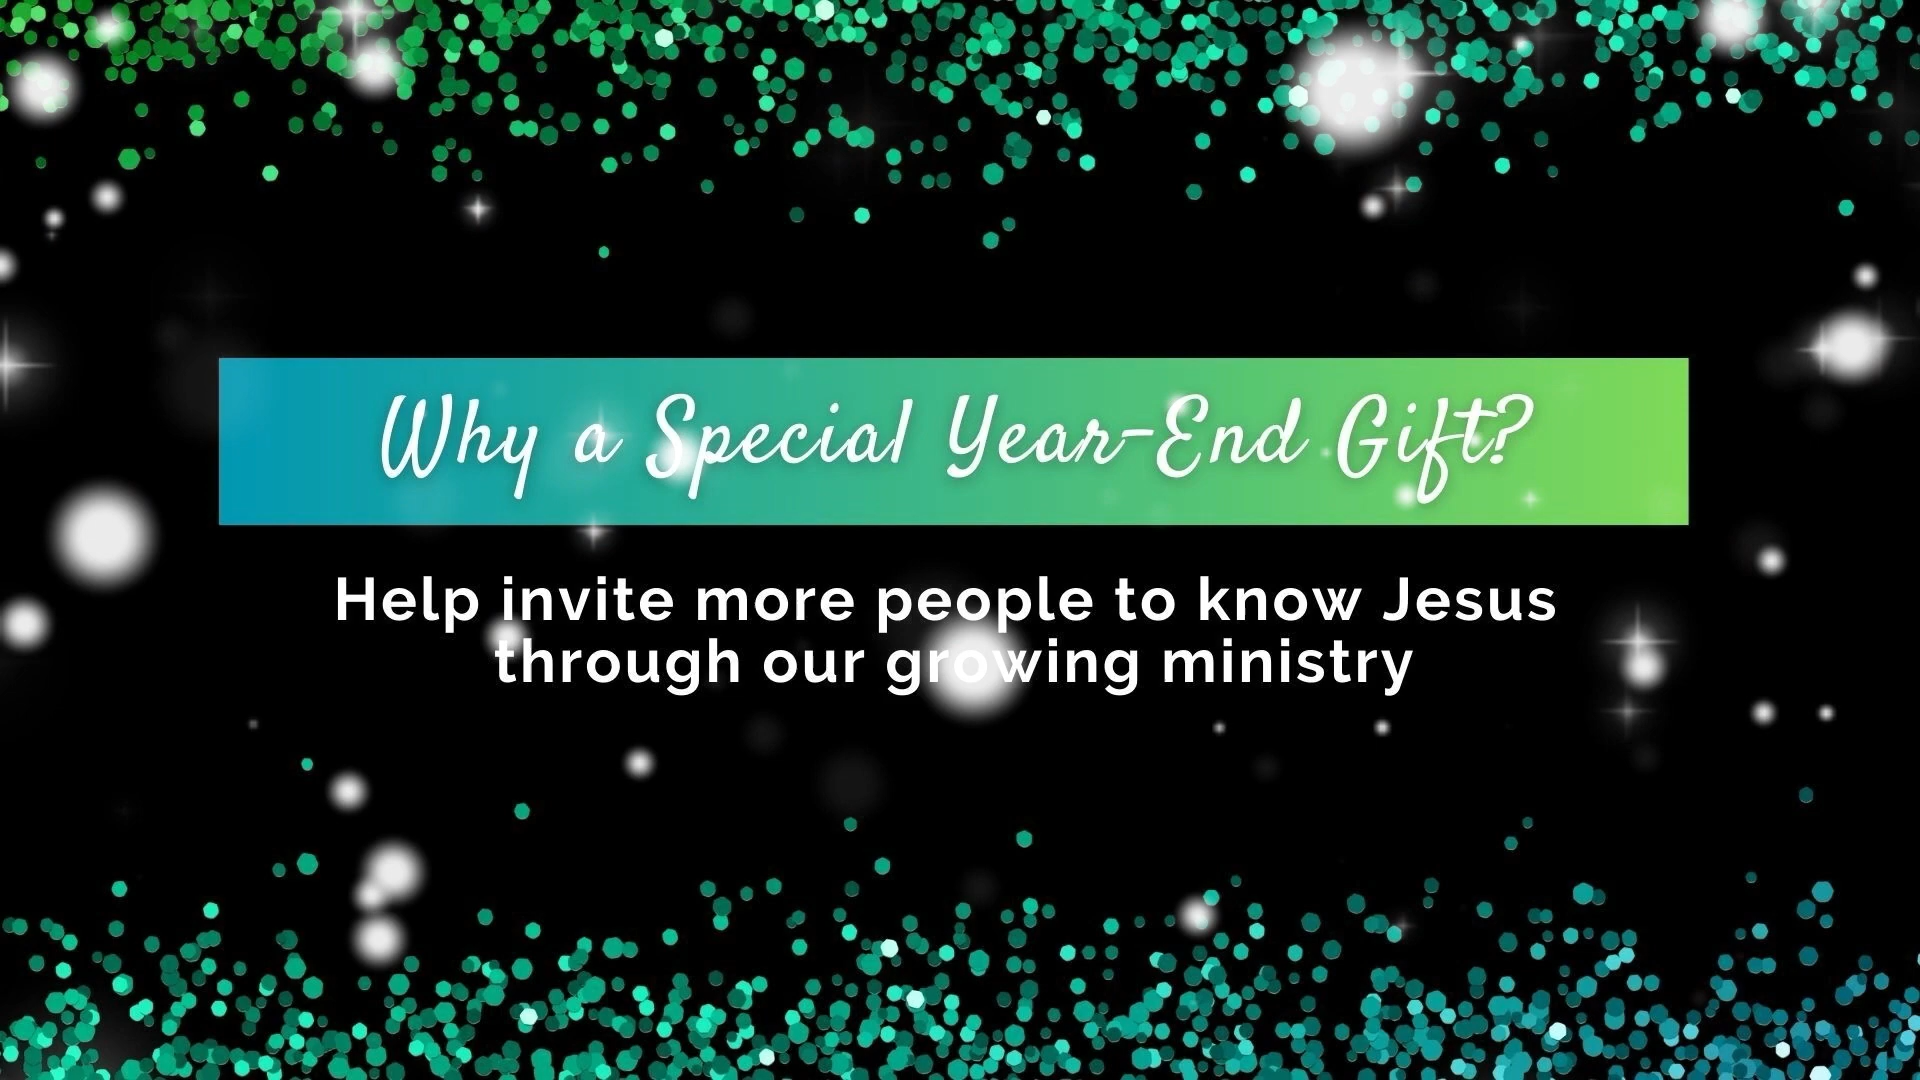 Why a Special Year-End Gift?
Help invite more people to know Jesus
through our growing ministry